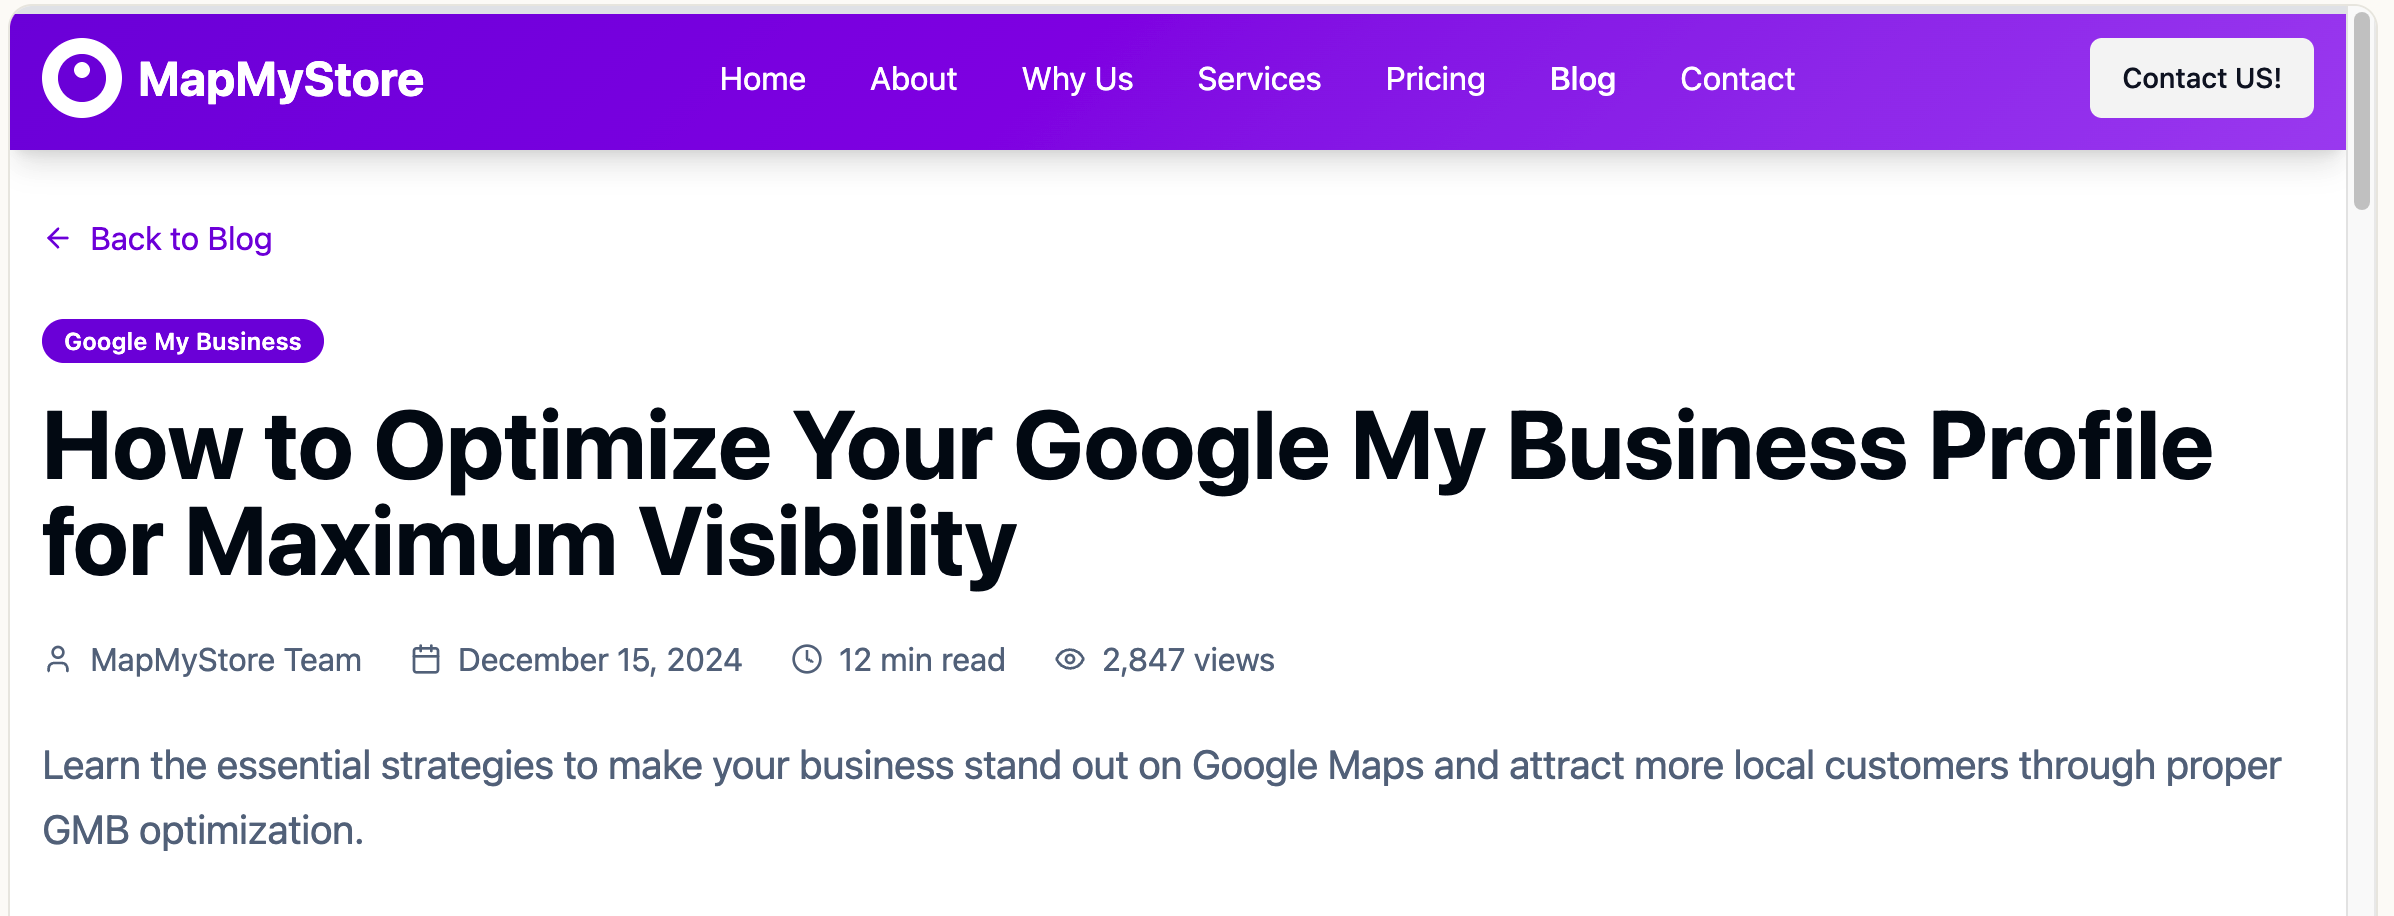 MapMyStore
Home About Why Us Services Pricing Blog Contact
Contact US!
← Back to Blog
Google My Business
How to Optimize Your Google My Business Profile
for Maximum Visibility
MapMyStore Team December 15, 2024 12 min read 2,847 views
Learn the essential strategies to make your business stand out on Google Maps and attract more local customers through proper
GMB optimization.